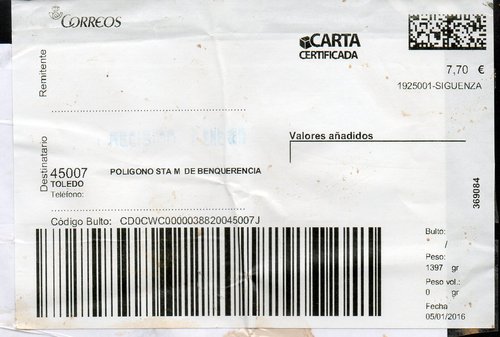 CORREOS
CARTA
CERTIFICADA
7,70 €
1925001-SIGUENZA
Remitente
Valores añadidos
Destinatario
45007
POLIGONO STA M DE BENQUERENCIA
TOLEDO
Teléfono:
369084
Código Bulto: CD0CWC0000038820045007J
Bulto:
/
Peso:
1397 gr
Peso vol.:
0 gr
Fecha
05/01/2016